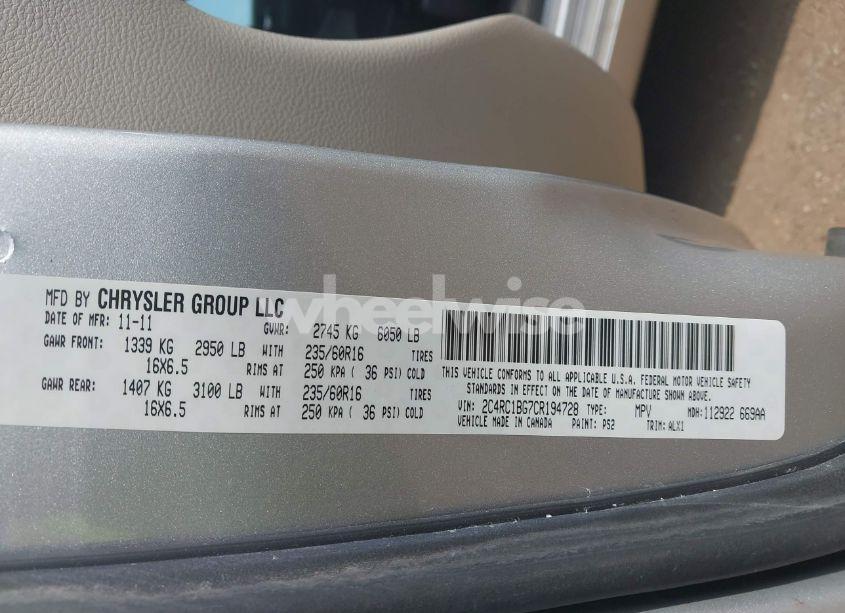 MFD BY CHRYSLER GROUP LLC
DATE OF MFR: 11-11 GVWR: 2745 KG 6050 LB
GAWR FRONT: 1339 KG 2950 LB WITH 235/60R16 TIRES
16X6.5 RIMS AT 250 KPA ( 36 PSI) COLD
GAWR REAR: 1407 KG 3100 LB WITH 235/60R16 TIRES
16X6.5 RIMS AT 250 KPA ( 36 PSI) COLD
THIS VEHICLE CONFORMS TO ALL APPLICABLE U.S.A. FEDERAL MOTOR VEHICLE SAFETY
STANDARDS IN EFFECT ON THE DATE OF MANUFACTURE SHOWN ABOVE.
VIN: 2C4RC1BG7CR194728 TYPE: MPV MDH:112922 669AA
VEHICLE MADE IN CANADA PAINT: PS2 TRIM: ALX1
wheelwise